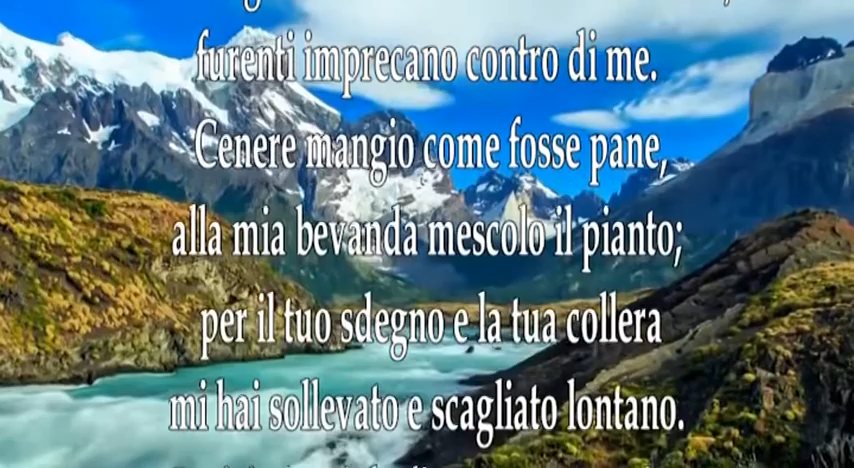 furenti imprecano contro di me.
Cenere mangio come fosse pane,
alla mia bevanda mescolo il pianto;
per il tuo sdegno e la tua collera
mi hai sollevato e scagliato lontano.